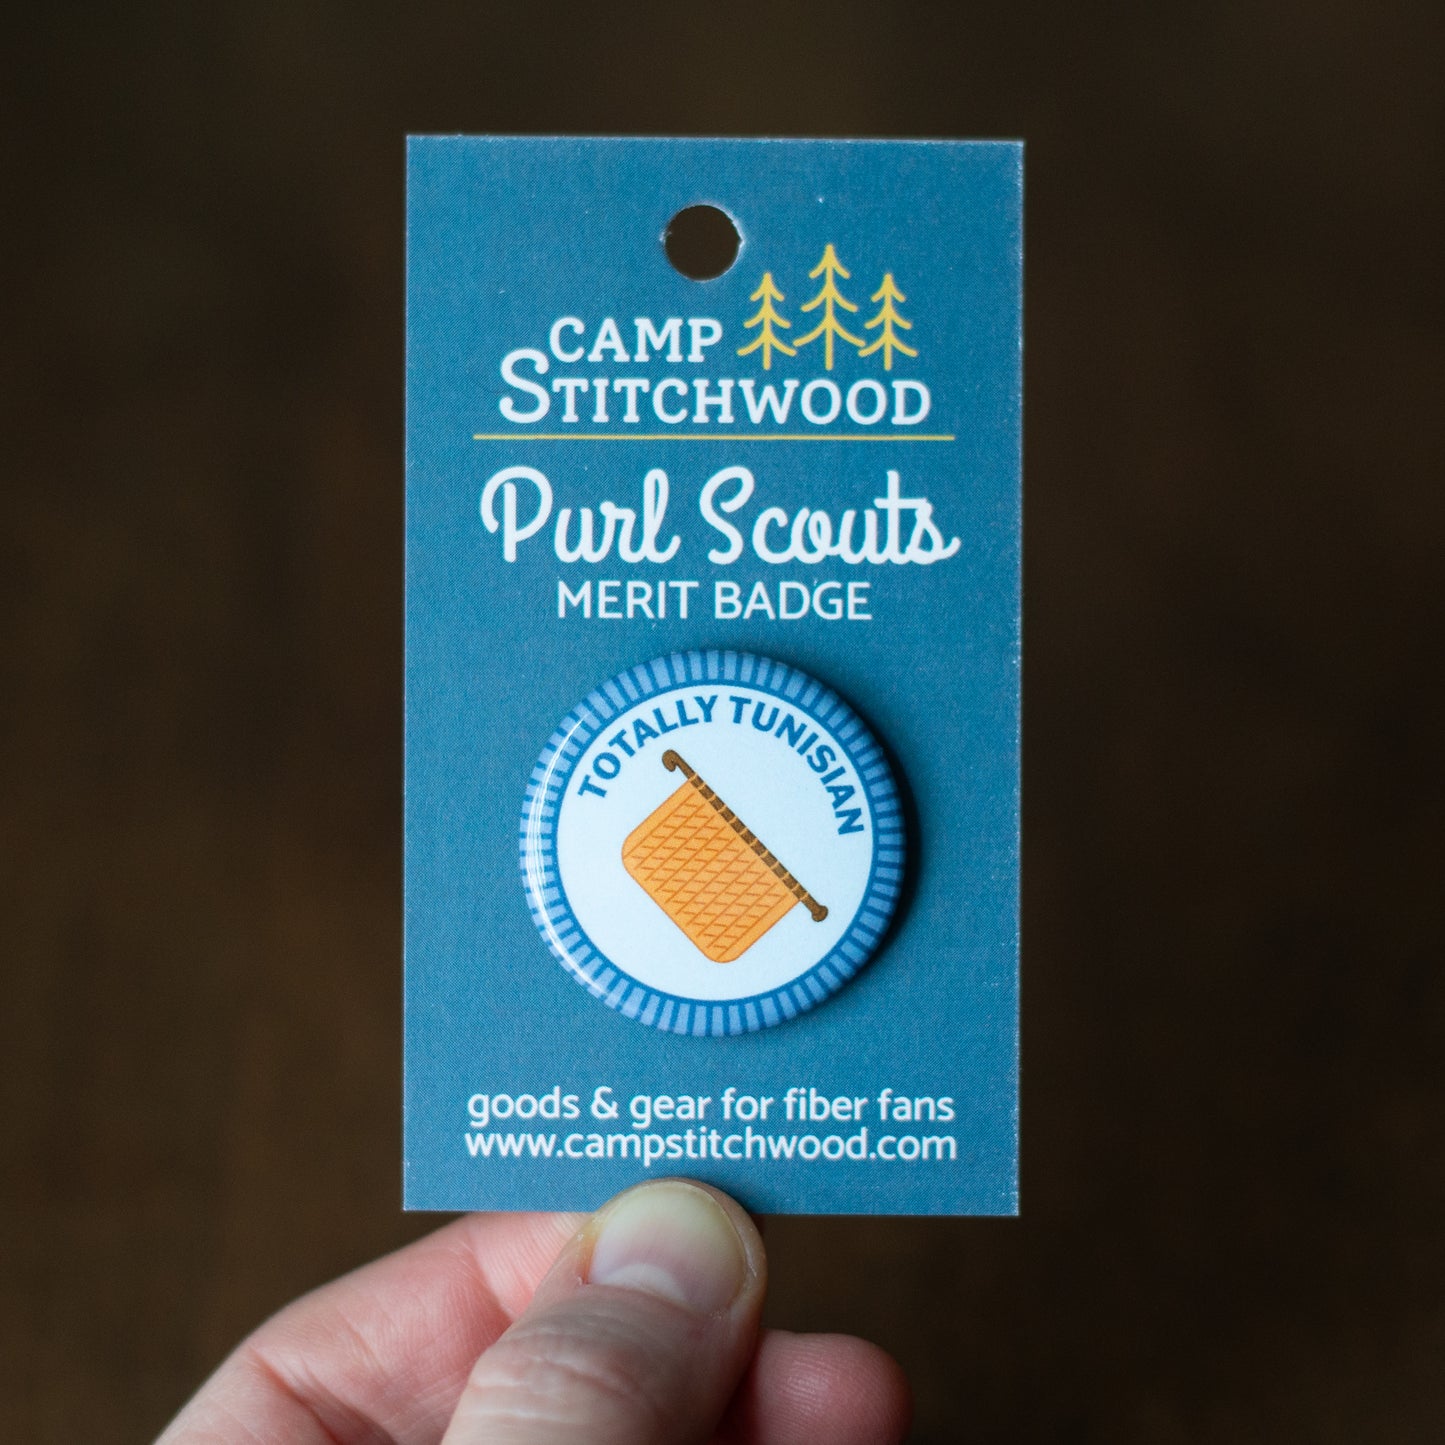 CAMP
STITCHWOOD
Purl Scouts
MERIT BADGE
TOTALLY TUNISIAN
goods & gear for fiber fans
www.campstitchwood.com